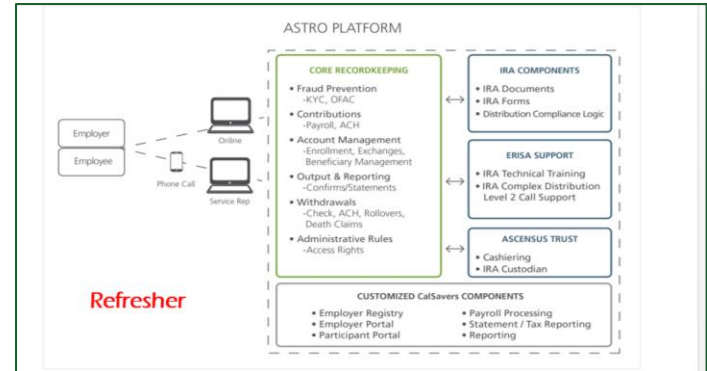 ASTRO PLATFORM
Employer
Employee
Phone Call
Online
Service Rep
CORE RECORDKEEPING
• Fraud Prevention
-KYC, OFAC
• Contributions
-Payroll, ACH
• Account Management
-Enrollment, Exchanges,
Beneficiary Management
• Output & Reporting
-Confirms/Statements
• Withdrawals
-Check, ACH, Rollovers,
Death Claims
• Administrative Rules
-Access Rights
IRA COMPONENTS
• IRA Documents
• IRA Forms
• Distribution Compliance Logic
ERISA SUPPORT
• IRA Technical Training
• IRA Complex Distribution
Level 2 Call Support
ASCENSUS TRUST
• Cashiering
• IRA Custodian
Refresher
CUSTOMIZED CalSavers COMPONENTS
• Employer Registry
• Employer Portal
• Participant Portal
• Payroll Processing
• Statement / Tax Reporting
• Reporting